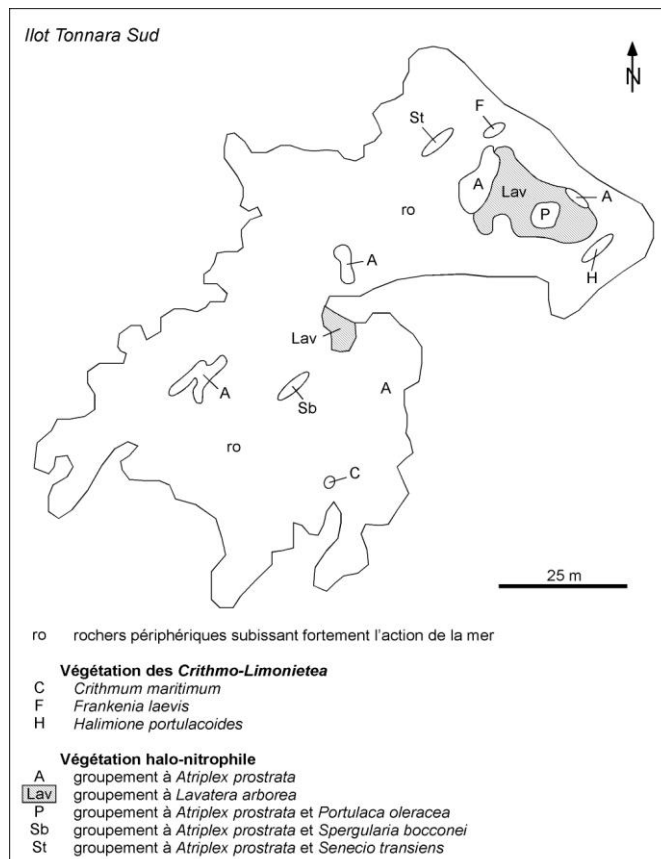 Ilot Tonnara Sud
N
F
St
A
Lav
A
P
ro
H
A
Lav
A
A
Sb
ro
C
25 m
ro rochers périphériques subissant fortement l'action de la mer
Végétation des Crithmo-Limonietea
C Crithmum maritimum
F Frankenia laevis
H Halimione portulacoides
Végétation halo-nitrophile
A groupement à Atriplex prostrata
Lav groupement à Lavatera arborea
P groupement à Atriplex prostrata et Portulaca oleracea
Sb groupement à Atriplex prostrata et Spergularia bocconei
St groupement à Atriplex prostrata et Senecio transiens